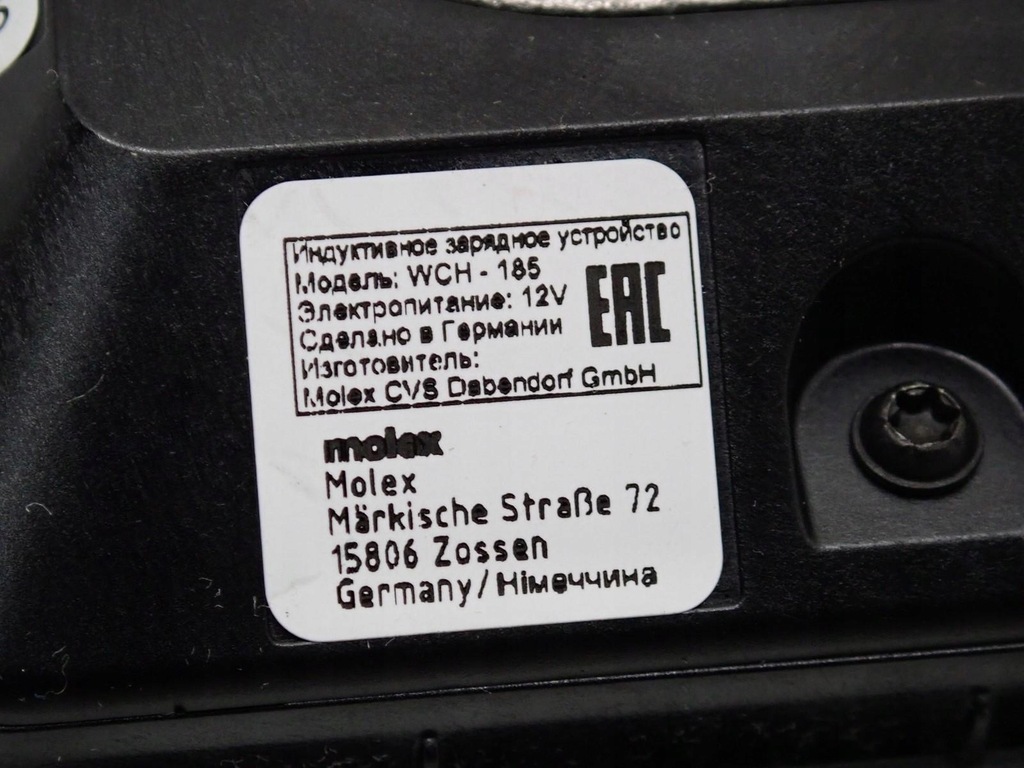 Индуктивное зарядное устройство
Модель: WCH - 185
Электропитание: 12V
Сделано в Германии
Изготовитель:
Molex CVS Dabendorf GmbH
EAC
molex
Molex
Märkische Straße 72
15806 Zossen
Germany/Німеччина